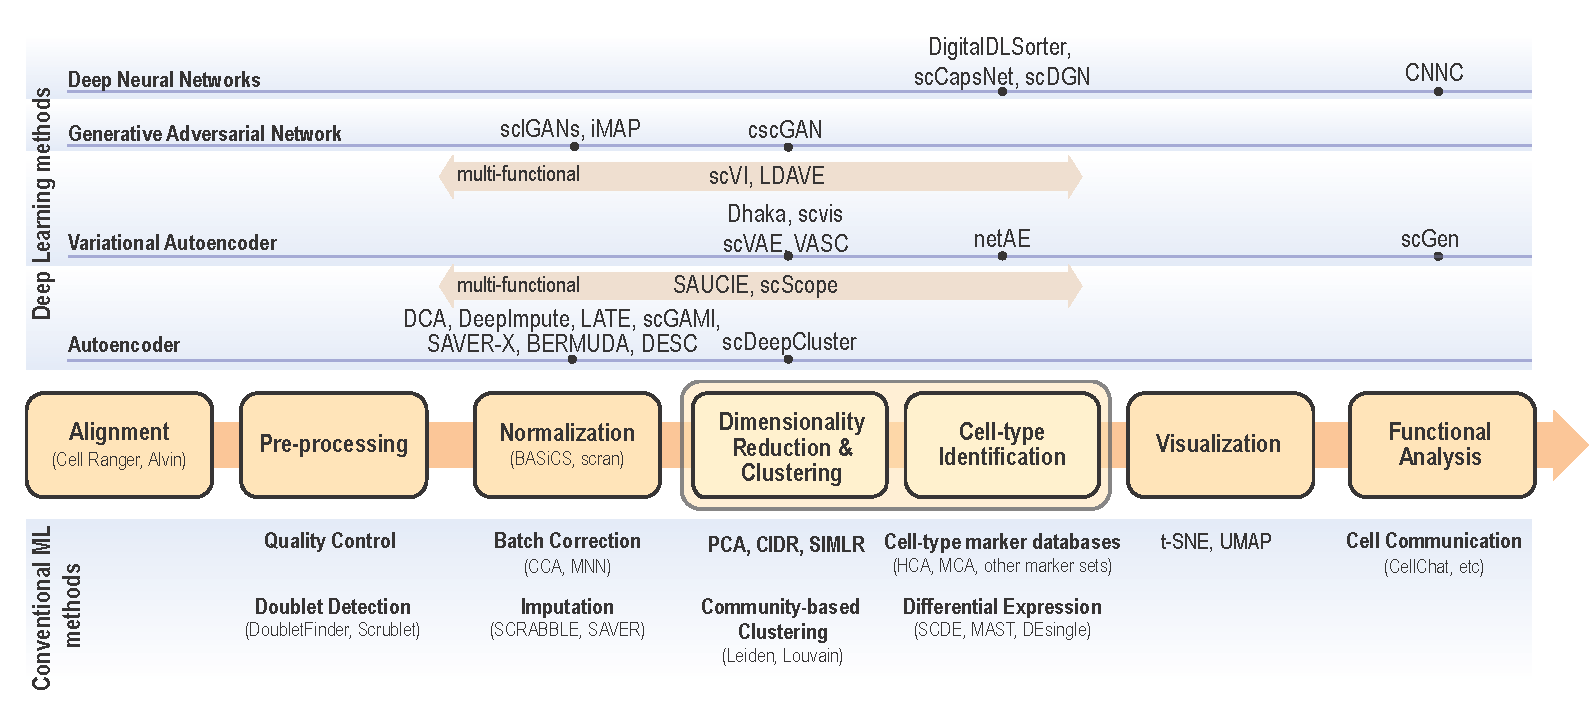 Deep Learning methods
DigitalDLSorter,
scCapsNet, scDGN
CNNC
Deep Neural Networks
scIGANs, iMAP
cscGAN
Generative Adversarial Network
multi-functional
scVI, LDAVE
Dhaka, scvis
scVAE, VASC
netAE
scGen
Variational Autoencoder
multi-functional
SAUCIE, scScope
DCA, DeepImpute, LATE, scGAMI,
SAVER-X, BERMUDA, DESC
scDeepCluster
Autoencoder
Alignment
(Cell Ranger, Alvin)
Pre-processing
Normalization
(BASiCS, scran)
Dimensionality
Reduction &
Clustering
Cell-type
Identification
Visualization
Functional
Analysis
Conventional ML
methods
Quality Control
Doublet Detection
(DoubletFinder, Scrublet)
Batch Correction
(CCA, MNN)
Imputation
(SCRABBLE, SAVER)
PCA, CIDR, SIMLR
Community-based
Clustering
(Leiden, Louvain)
Cell-type marker databases
(HCA, MCA, other marker sets)
Differential Expression
(SCDE, MAST, DEsingle)
t-SNE, UMAP
Cell Communication
(CellChat, etc)